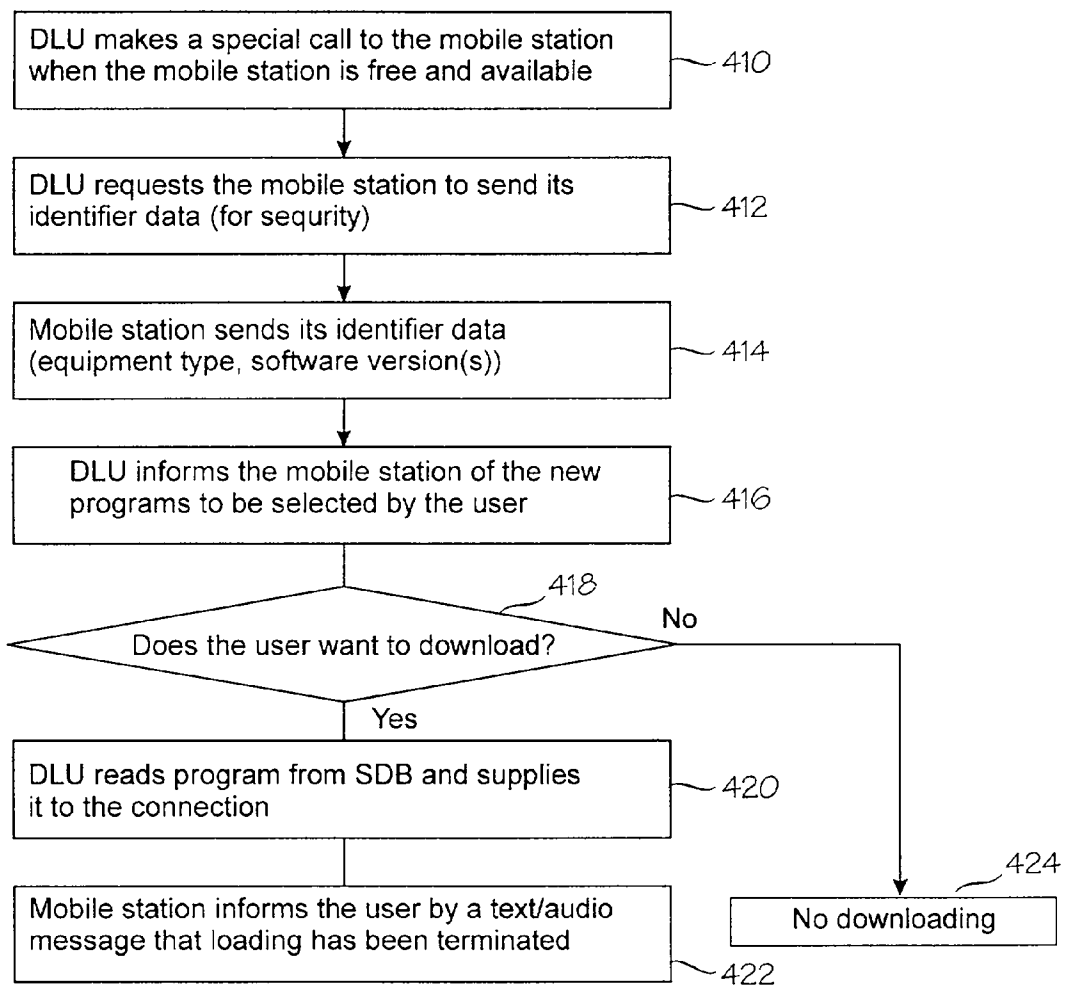 DLU makes a special call to the mobile station
when the mobile station is free and available
410
DLU requests the mobile station to send its
identifier data (for sequrity)
412
Mobile station sends its identifier data
(equipment type, software version(s))
414
DLU informs the mobile station of the new
programs to be selected by the user
416
418
Does the user want to download?
No
Yes
DLU reads program from SDB and supplies
it to the connection
420
Mobile station informs the user by a text/audio
message that loading has been terminated
422
424
No downloading